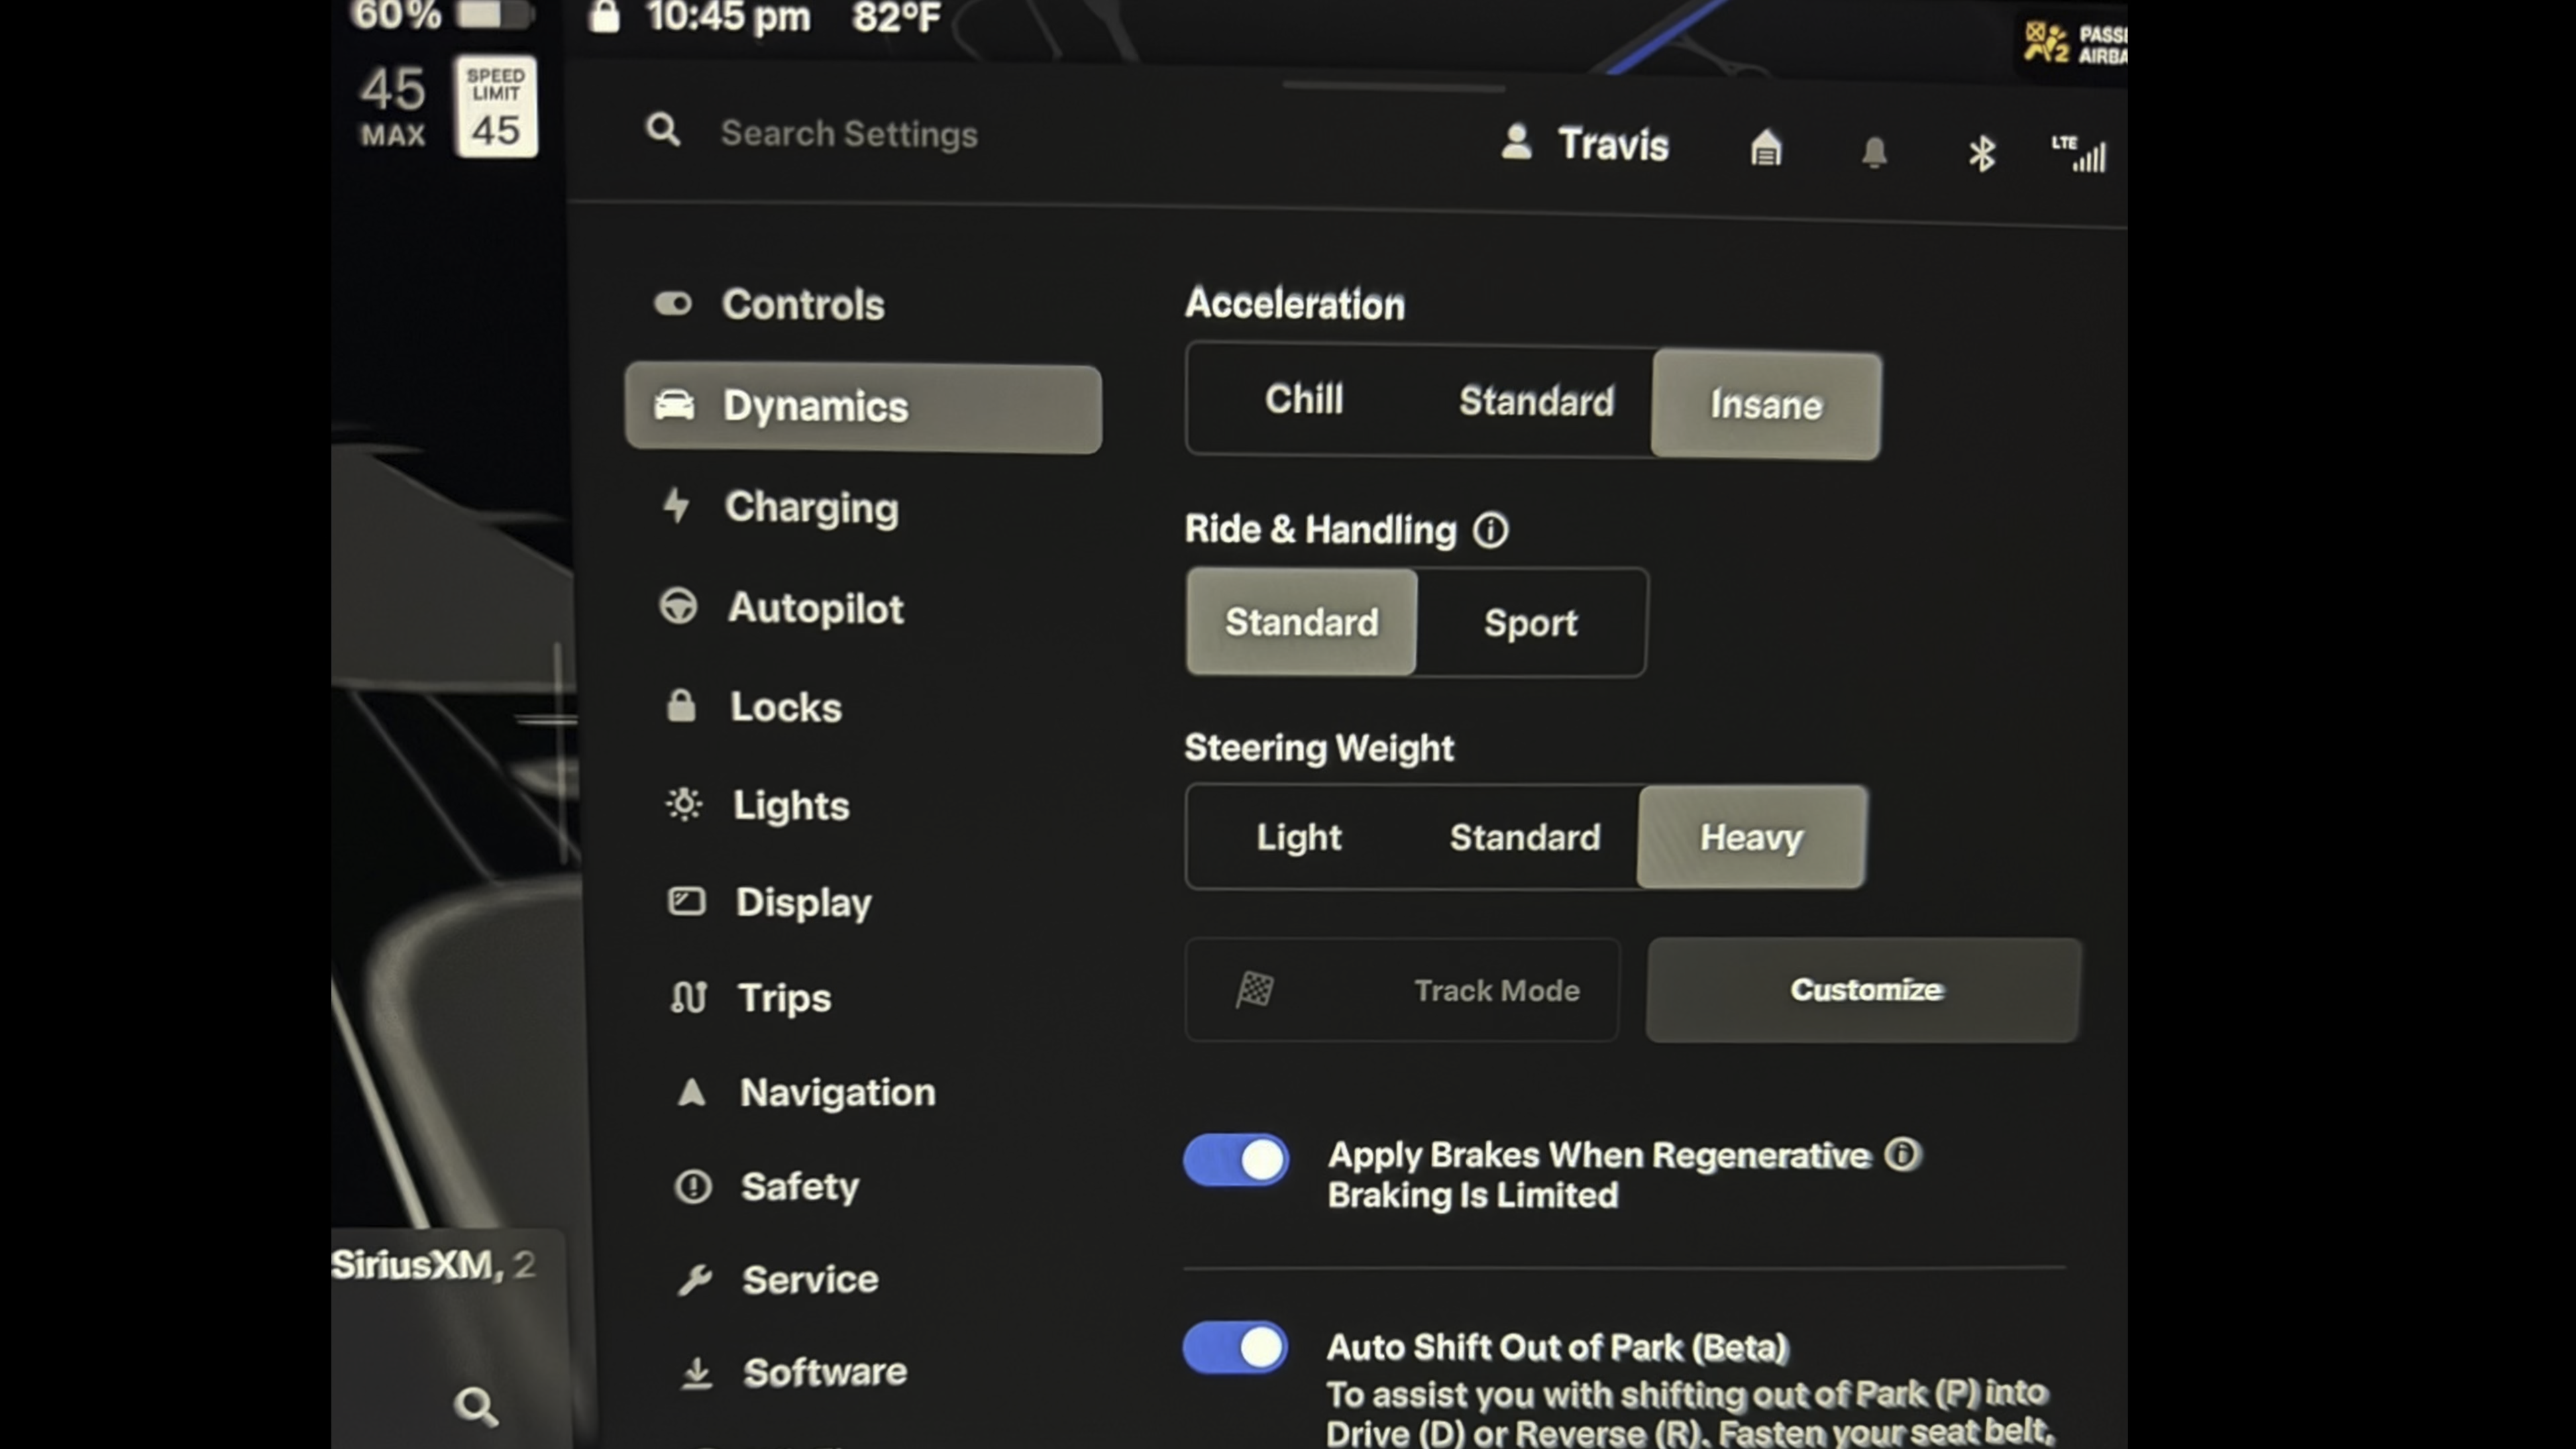 60%
10:45 pm 82°F
45
MAX
SPEED
LIMIT
45
Search Settings
Travis
LTE
Controls
Dynamics
Charging
Autopilot
Locks
Lights
Display
Trips
Navigation
Safety
Service
Software
Acceleration
Chill Standard Insane
Ride & Handling
Standard Sport
Steering Weight
Light Standard Heavy
Track Mode Customize
Apply Brakes When Regenerative
Braking Is Limited
Auto Shift Out of Park (Beta)
To assist you with shifting out of Park (P) into
Drive (D) or Reverse (R). Fasten your seat belt,
SiriusXM, 2